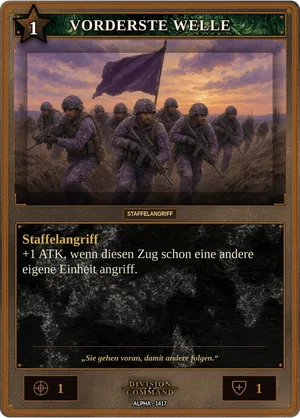 1
VORDERSTE WELLE
STAFFELANGRIFF
Staffelangriff
+1 ATK, wenn diesen Zug schon eine andere
eigene Einheit angriff.
„Sie gehen voran, damit andere folgen.“
1
DIVISION
COMMAND
ALPHA · 1417
1